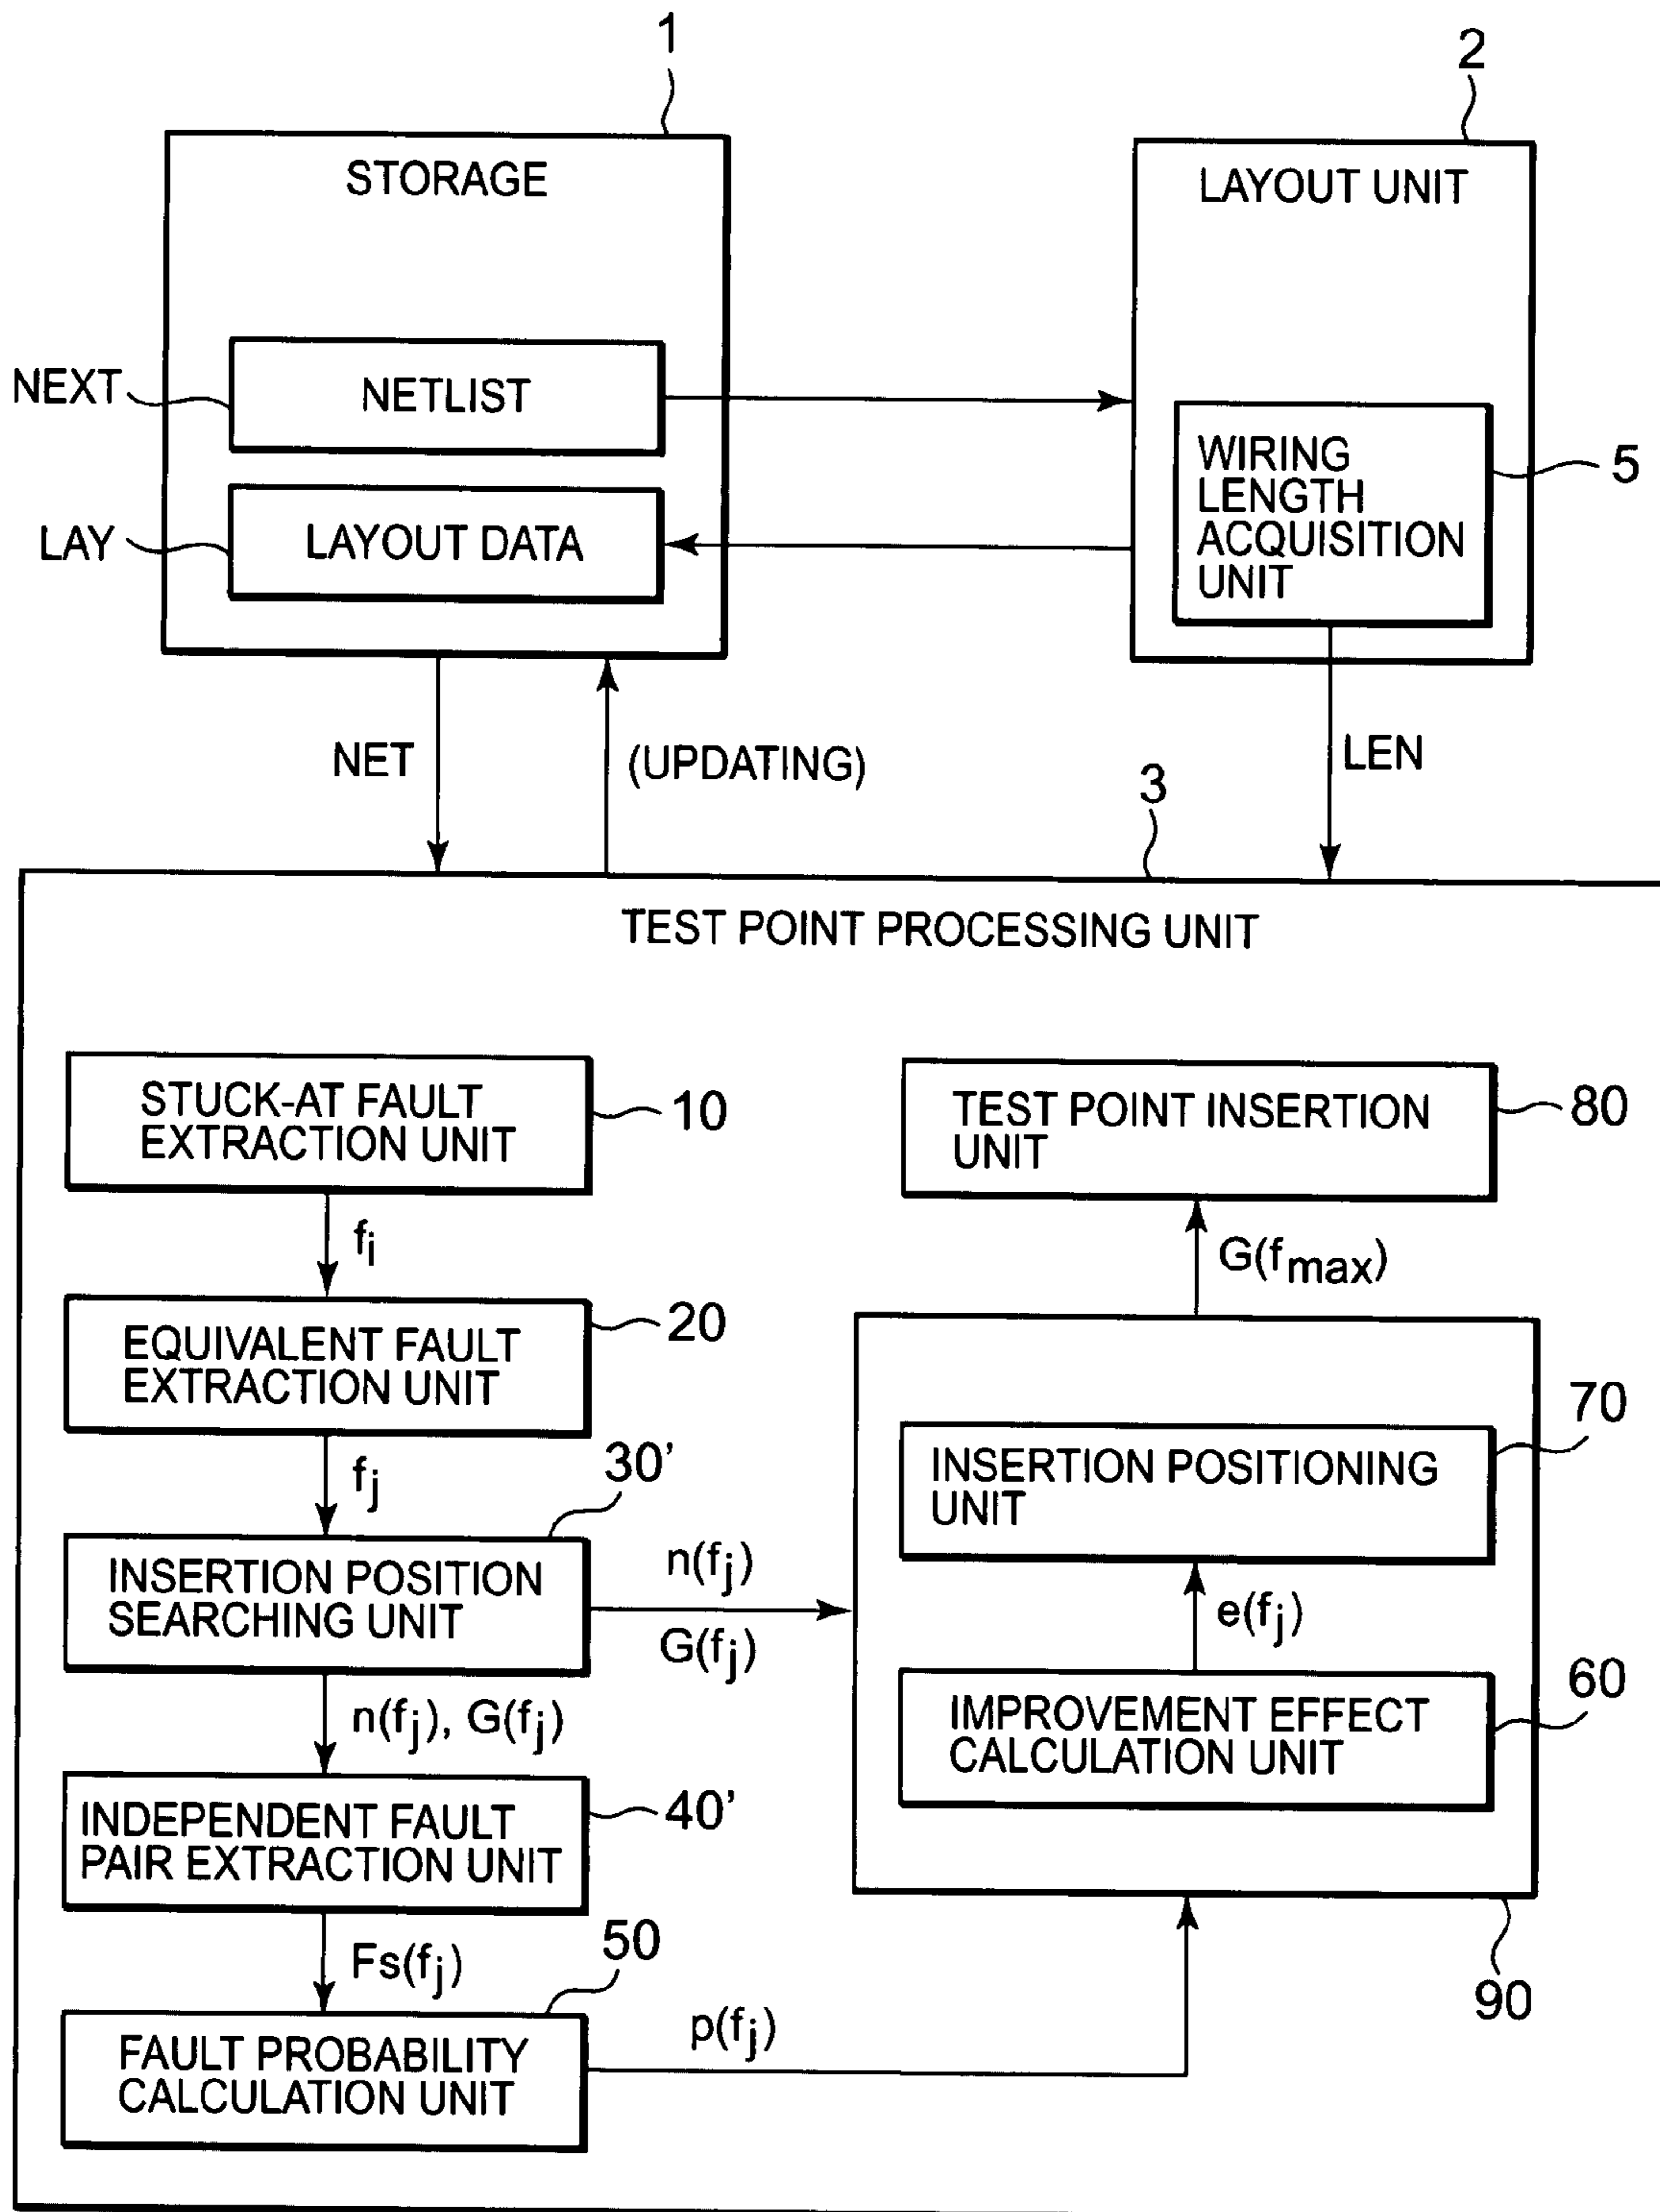 1
2
STORAGE
LAYOUT UNIT
NEXT
NETLIST
WIRING
LENGTH
ACQUISITION
UNIT
5
LAY
LAYOUT DATA
NET
(UPDATING)
LEN
3
TEST POINT PROCESSING UNIT
STUCK-AT FAULT
EXTRACTION UNIT
10
TEST POINT INSERTION
UNIT
80
fi
G(fmax)
EQUIVALENT FAULT
EXTRACTION UNIT
20
70
fj
30'
INSERTION POSITIONING
UNIT
INSERTION POSITION
SEARCHING UNIT
n(fj)
G(fj)
e(fj)
60
n(fj), G(fj)
IMPROVEMENT EFFECT
CALCULATION UNIT
INDEPENDENT FAULT
PAIR EXTRACTION UNIT
40'
Fs(fj)
50
90
FAULT PROBABILITY
CALCULATION UNIT
p(fj)